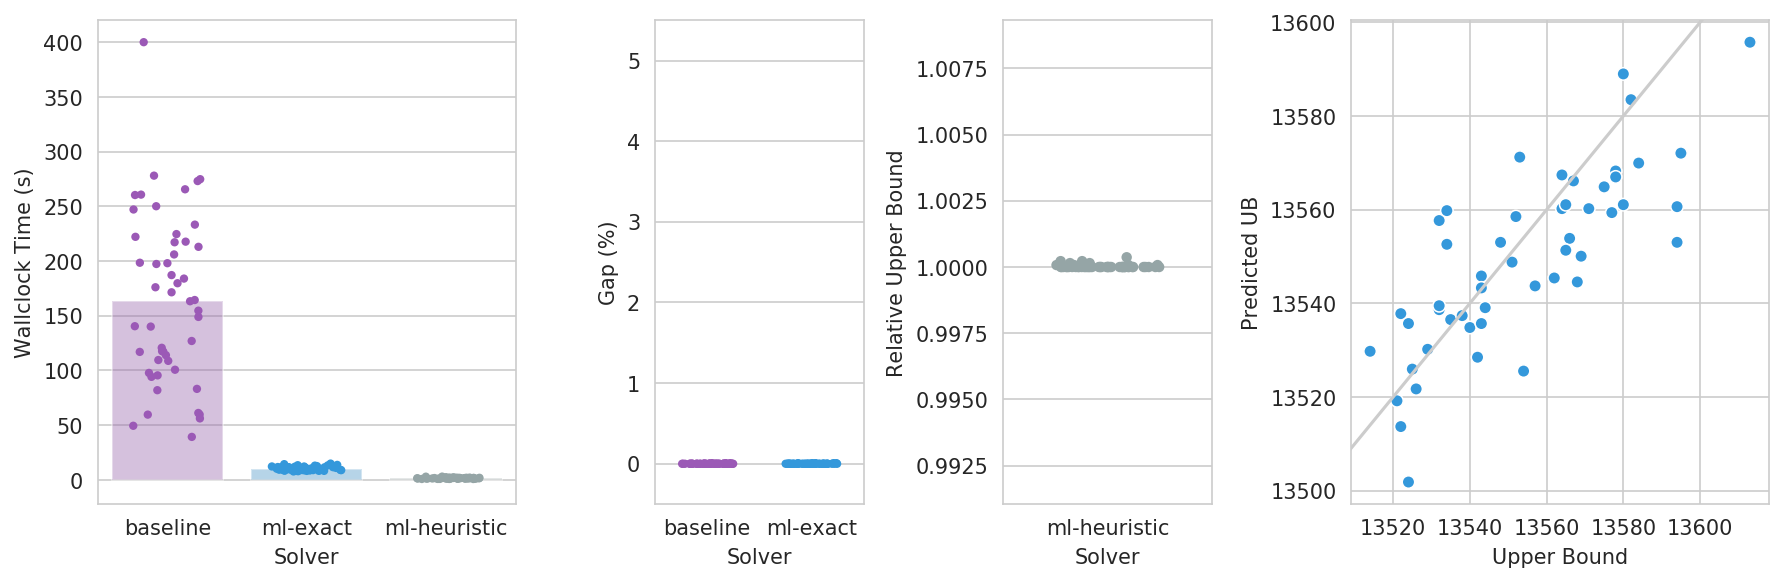 Wallclock Time (s)
400
350
300
250
200
150
100
50
0
baseline ml-exact ml-heuristic
Solver
Gap (%)
5
4
3
2
1
0
baseline ml-exact
Solver
Relative Upper Bound
1.0075
1.0050
1.0025
1.0000
0.9975
0.9950
0.9925
ml-heuristic
Solver
Predicted UB
13600
13580
13560
13540
13520
13500
13520 13540 13560 13580 13600
Upper Bound